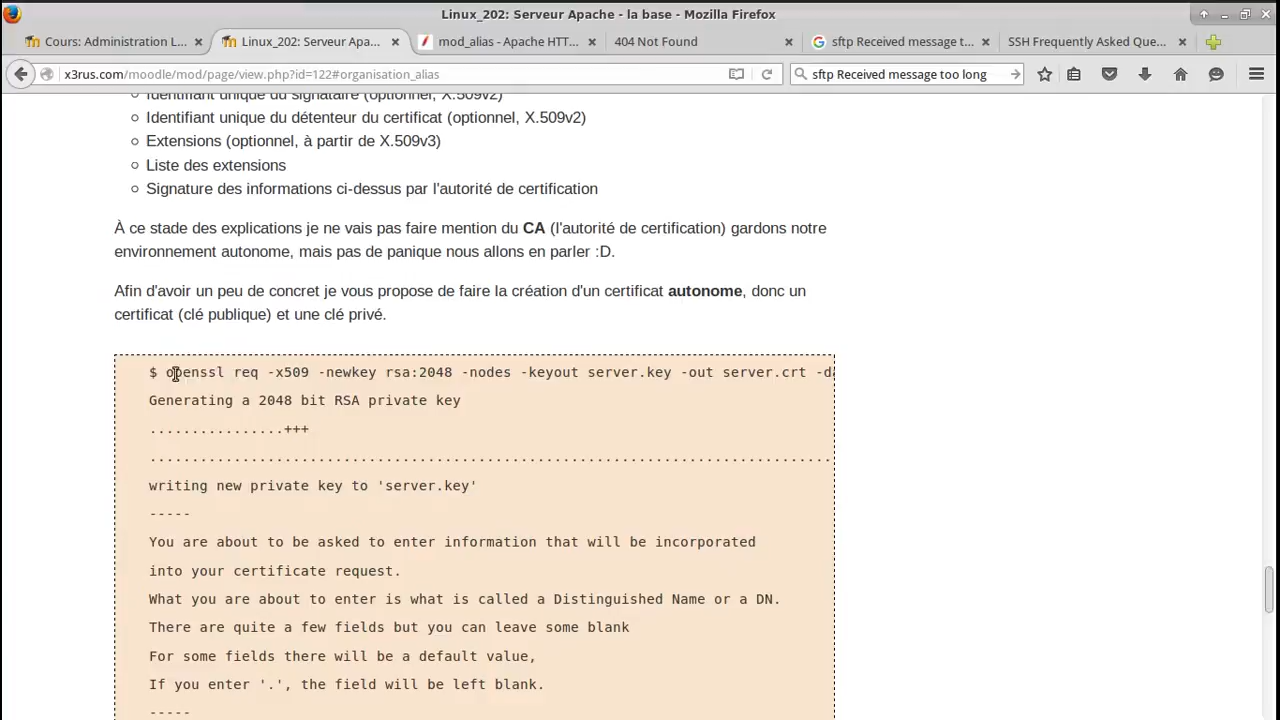 Linux_202: Serveur Apache - la base - Mozilla Firefox
Cours: Administration L...
Linux_202: Serveur Apa...
mod_alias - Apache HTT...
404 Not Found
sftp Received message t...
SSH Frequently Asked Que...
x3rus.com/moodle/mod/page/view.php?id=122#organisation_alias
sftp Received message too long
Identifiant unique du signataire (optionnel, X.509v2)
Identifiant unique du détenteur du certificat (optionnel, X.509v2)
Extensions (optionnel, à partir de X.509v3)
Liste des extensions
Signature des informations ci-dessus par l'autorité de certification
À ce stade des explications je ne vais pas faire mention du CA (l'autorité de certification) gardons notre
environnement autonome, mais pas de panique nous allons en parler :D.
Afin d'avoir un peu de concret je vous propose de faire la création d'un certificat autonome, donc un
certificat (clé publique) et une clé privé.
$ openssl req -x509 -newkey rsa:2048 -nodes -keyout server.key -out server.crt -d
Generating a 2048 bit RSA private key
................+++
.................................................................................
writing new private key to 'server.key'
-----
You are about to be asked to enter information that will be incorporated
into your certificate request.
What you are about to enter is what is called a Distinguished Name or a DN.
There are quite a few fields but you can leave some blank
For some fields there will be a default value,
If you enter '.', the field will be left blank.
-----